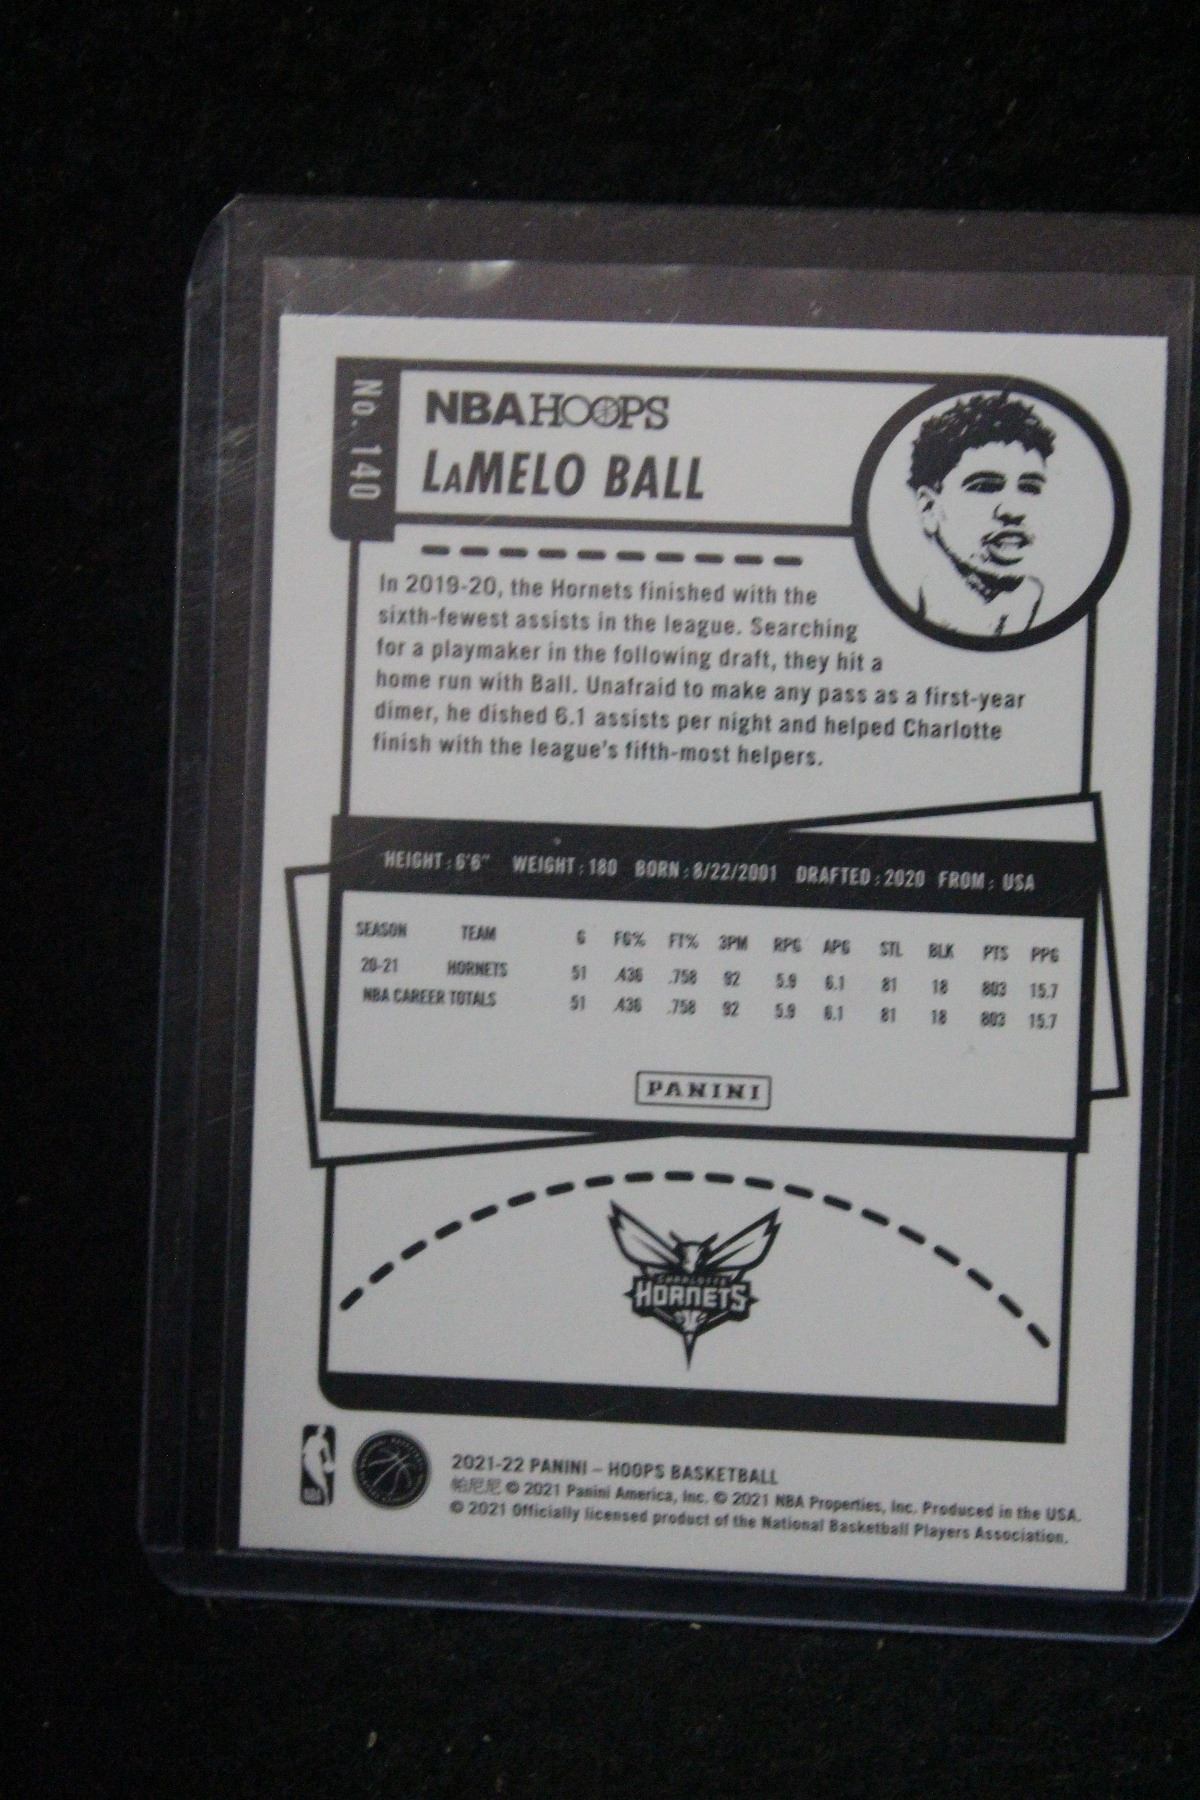 No. 140
NBA HOOPS
LaMELO BALL
In 2019-20, the Hornets finished with the
sixth-fewest assists in the league. Searching
for a playmaker in the following draft, they hit a
home run with Ball. Unafraid to make any pass as a first-year
dimer, he dished 6.1 assists per night and helped Charlotte
finish with the league's fifth-most helpers.
HEIGHT: 6'6" WEIGHT: 180 BORN: 8/22/2001 DRAFTED: 2020 FROM: USA
SEASON TEAM G FG% FT% 3PM RPG APG STL BLK PTS PPG
20-21 HORNETS 51 .436 .758 92 5.9 6.1 81 18 803 15.7
NBA CAREER TOTALS 51 .436 .758 92 5.9 6.1 81 18 803 15.7
PANINI
CHARLOTTE
HORNETS
2021-22 PANINI – HOOPS BASKETBALL
帕尼尼 © 2021 Panini America, Inc. © 2021 NBA Properties, Inc. Produced in the USA.
© 2021 Officially licensed product of the National Basketball Players Association.
NBA